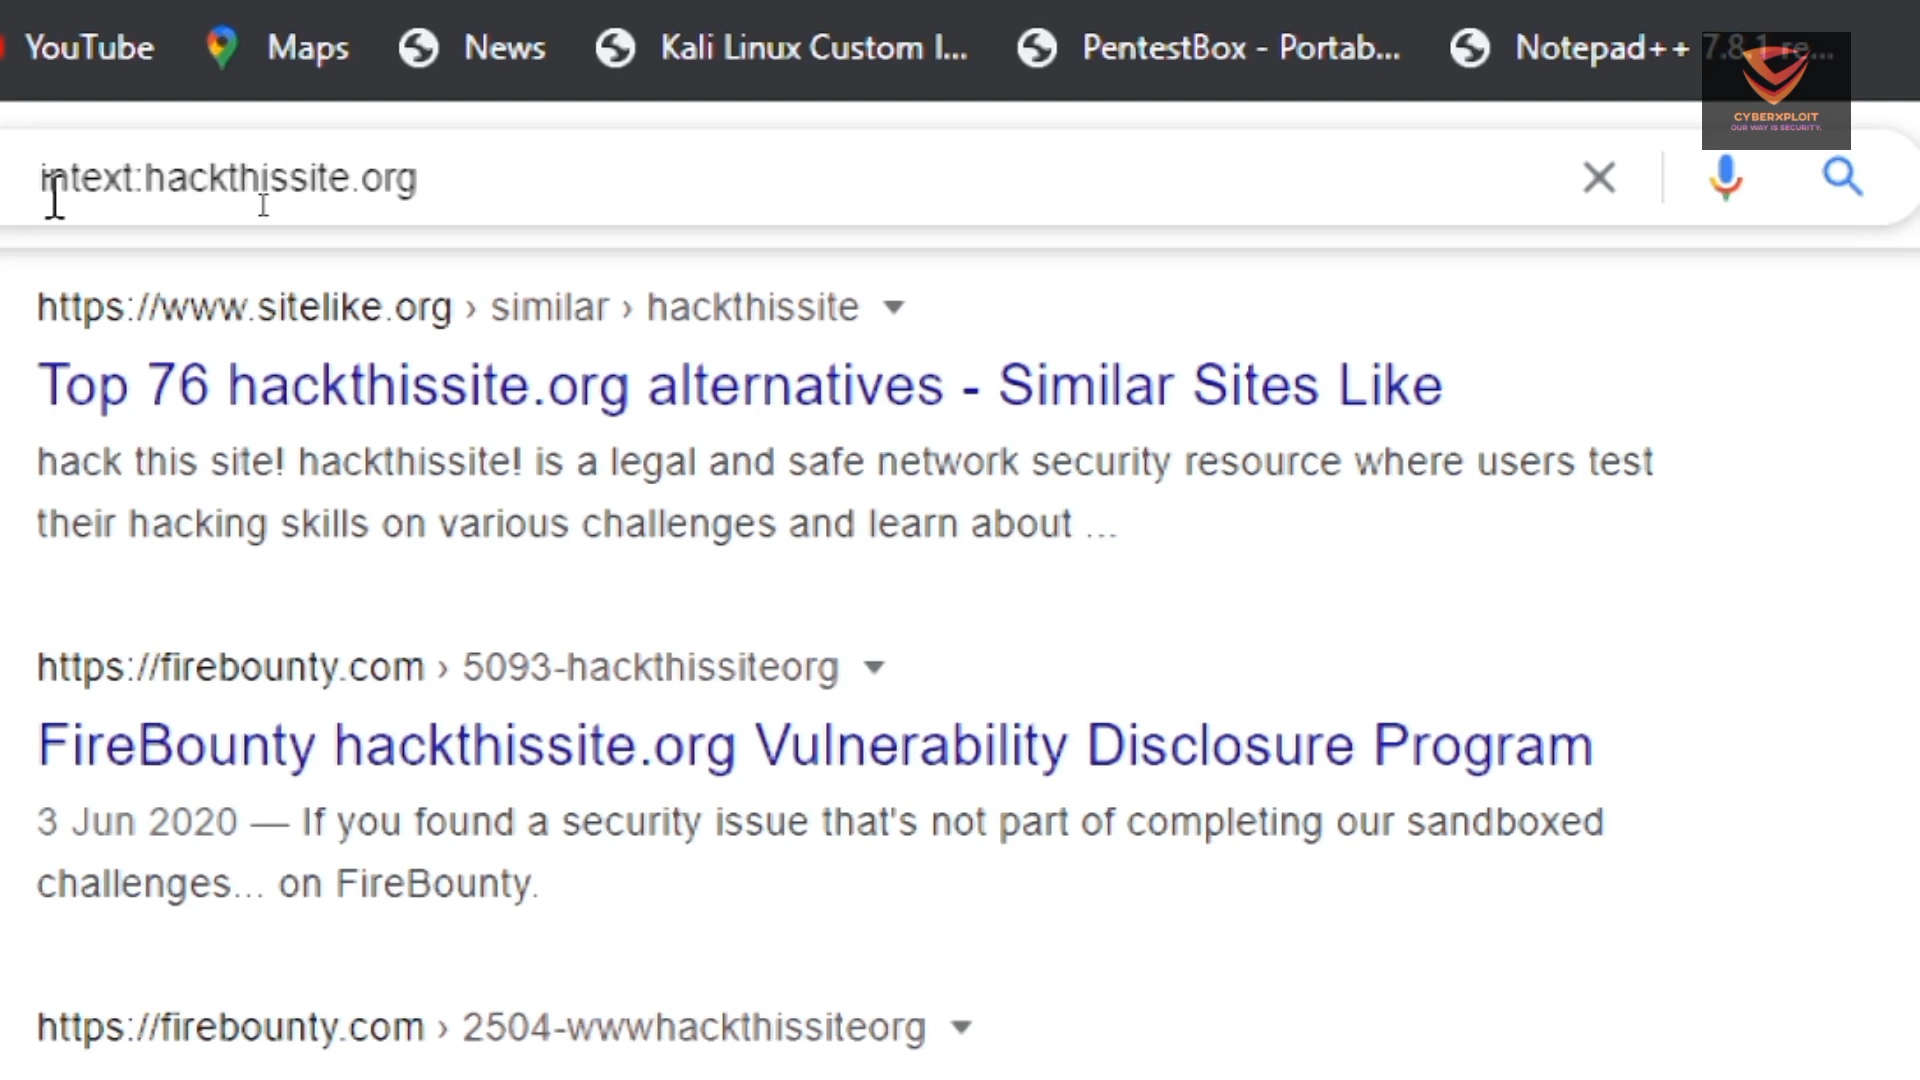 YouTube Maps News Kali Linux Custom I... PentestBox - Portab... Notepad++ 7.8.1 re...
CYBERXPLOIT
OUR WAY IS SECURITY.
intext:hackthissite.org
https://www.sitelike.org › similar › hackthissite
Top 76 hackthissite.org alternatives - Similar Sites Like
hack this site! hackthissite! is a legal and safe network security resource where users test
their hacking skills on various challenges and learn about ...
https://firebounty.com › 5093-hackthissiteorg
FireBounty hackthissite.org Vulnerability Disclosure Program
3 Jun 2020 — If you found a security issue that's not part of completing our sandboxed
challenges... on FireBounty.
https://firebounty.com › 2504-wwwhackthissiteorg